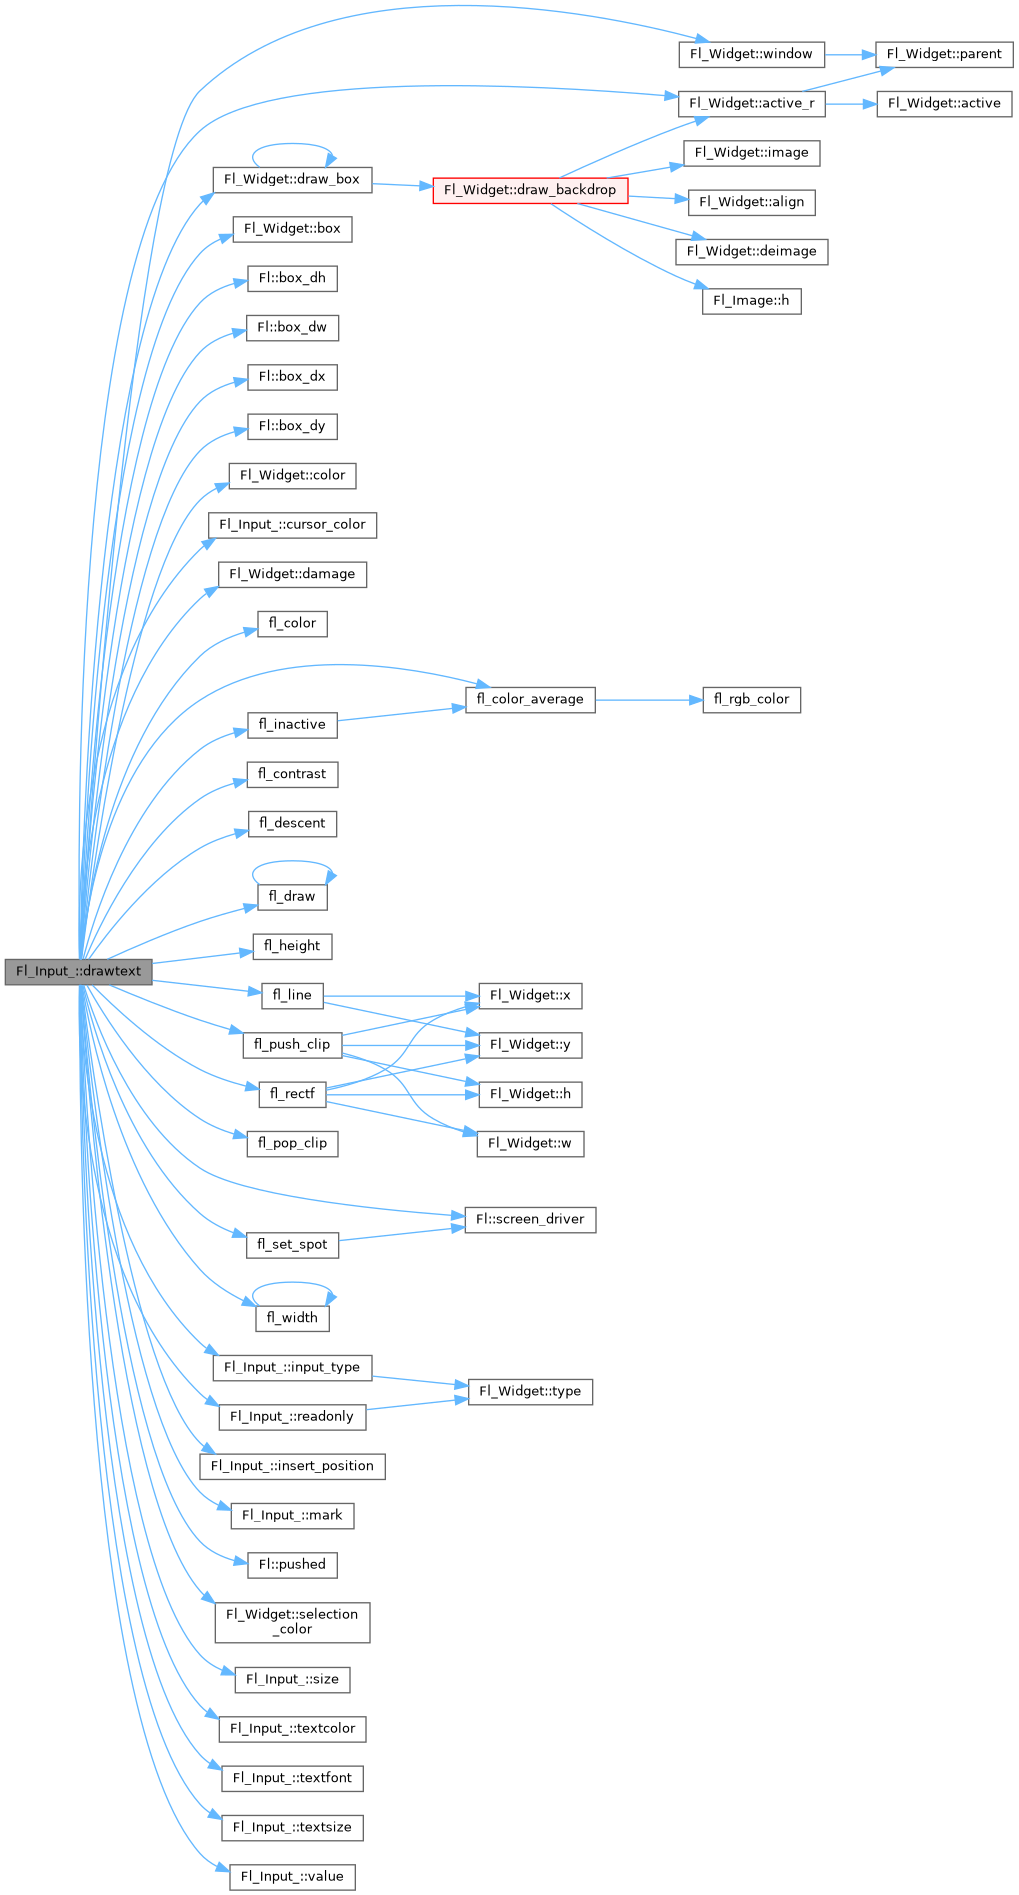 Fl_Widget::window
Fl_Widget::parent
Fl_Widget::active_r
Fl_Widget::active
Fl_Widget::image
Fl_Widget::draw_box
Fl_Widget::draw_backdrop
Fl_Widget::align
Fl_Widget::box
Fl_Widget::deimage
Fl::box_dh
Fl_Image::h
Fl::box_dw
Fl::box_dx
Fl::box_dy
Fl_Widget::color
Fl_Input_::cursor_color
Fl_Widget::damage
fl_color
fl_color_average
fl_rgb_color
fl_inactive
fl_contrast
fl_descent
fl_draw
fl_height
Fl_Input_::drawtext
fl_line
Fl_Widget::x
fl_push_clip
Fl_Widget::y
fl_rectf
Fl_Widget::h
fl_pop_clip
Fl_Widget::w
Fl::screen_driver
fl_set_spot
fl_width
Fl_Input_::input_type
Fl_Widget::type
Fl_Input_::readonly
Fl_Input_::insert_position
Fl_Input_::mark
Fl::pushed
Fl_Widget::selection
_color
Fl_Input_::size
Fl_Input_::textcolor
Fl_Input_::textfont
Fl_Input_::textsize
Fl_Input_::value